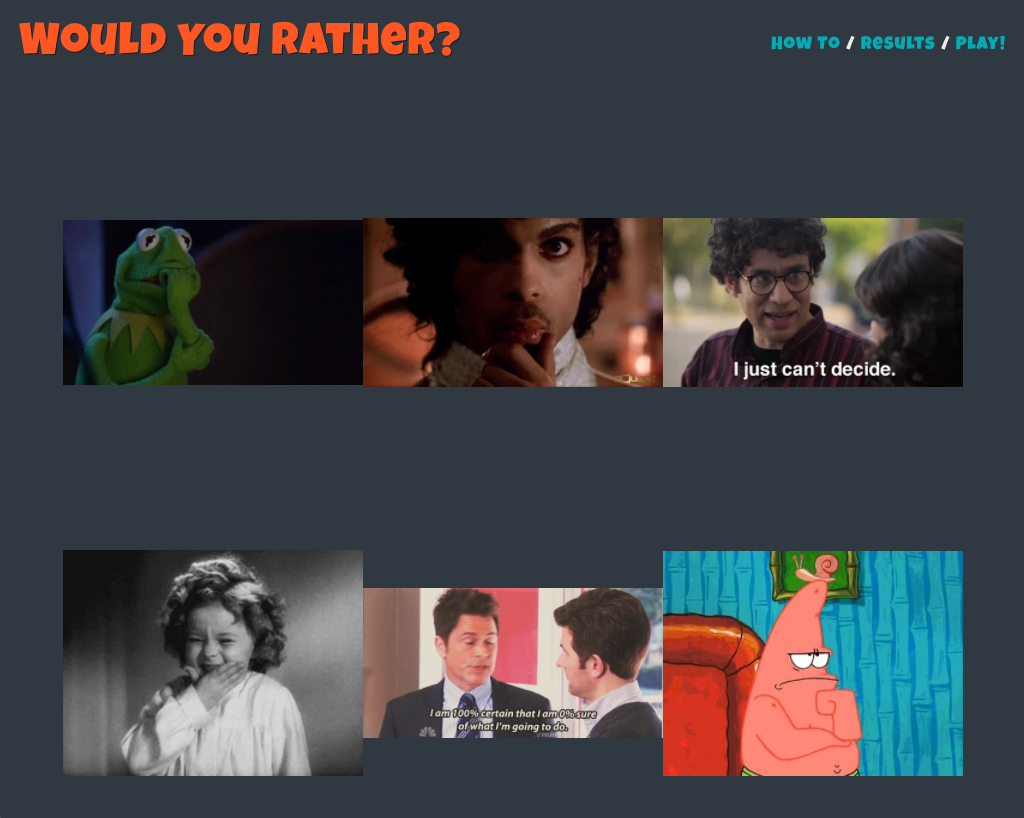 Would You Rather?
How To / Results / Play!
I just can't decide.
I am 100% certain that I am 0% sure
of what I'm going to do.